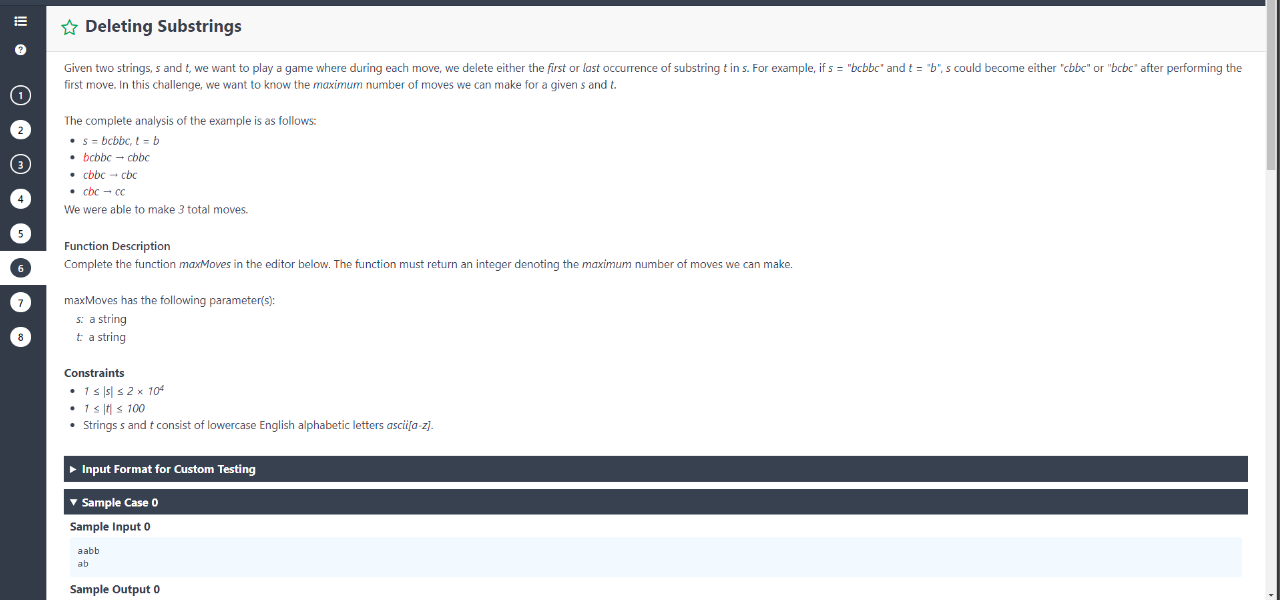 Deleting Substrings
Given two strings, s and t, we want to play a game where during each move, we delete either the first or last occurrence of substring t in s. For example, if s = "bcbbc" and t = "b", s could become either "cbbc" or "bcbc" after performing the
first move. In this challenge, we want to know the maximum number of moves we can make for a given s and t.
The complete analysis of the example is as follows:
• s = bcbbc, t = b
• bcbbc → cbbc
• cbbc → cbc
• cbc → cc
We were able to make 3 total moves.
Function Description
Complete the function maxMoves in the editor below. The function must return an integer denoting the maximum number of moves we can make.
maxMoves has the following parameter(s):
s: a string
t: a string
Constraints
• 1 ≤ |s| ≤ 2 × 10⁴
• 1 ≤ |t| ≤ 100
• Strings s and t consist of lowercase English alphabetic letters ascii[a-z].
▶ Input Format for Custom Testing
▼ Sample Case 0
Sample Input 0
aabb
ab
Sample Output 0
?
1
2
3
4
5
6
7
8